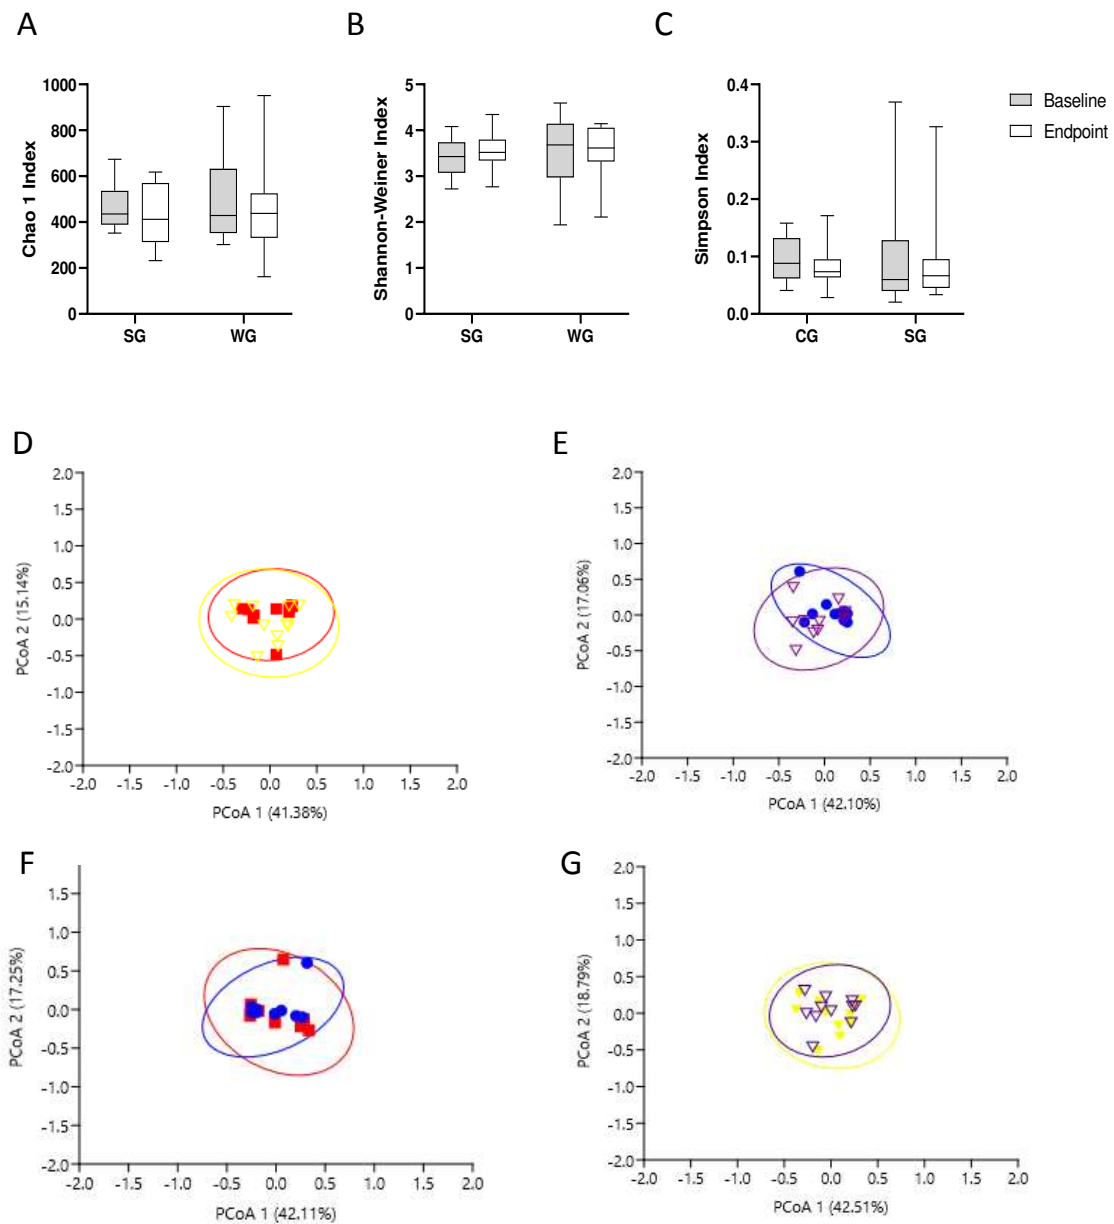 A
B
C
Chao 1 Index
1000
800
600
400
200
0
SG
WG
Shannon-Weiner Index
5
4
3
2
1
0
SG
WG
Simpson Index
0.4
0.3
0.2
0.1
0.0
CG
SG
Baseline
Endpoint
D
PCoA 2 (15.14%)
2.0
1.5
1.0
0.5
0.0
-0.5
-1.0
-1.5
-2.0
-2.0 -1.5 -1.0 -0.5 0.0 0.5 1.0 1.5 2.0
PCoA 1 (41.38%)
E
PCoA 2 (17.06%)
2.0
1.5
1.0
0.5
0.0
-0.5
-1.0
-1.5
-2.0
-2.0 -1.5 -1.0 -0.5 0.0 0.5 1.0 1.5 2.0
PCoA 1 (42.10%)
F
PCoA 2 (17.25%)
1.5
1.0
0.5
0.0
-0.5
-1.0
-1.5
-2.0
-2.0 -1.5 -1.0 -0.5 0.0 0.5 1.0 1.5 2.0
PCoA 1 (42.11%)
G
PCoA 2 (18.79%)
2.0
1.5
1.0
0.5
0.0
-0.5
-1.0
-1.5
-2.0
-2.0 -1.5 -1.0 -0.5 0.0 0.5 1.0 1.5 2.0
PCoA 1 (42.51%)